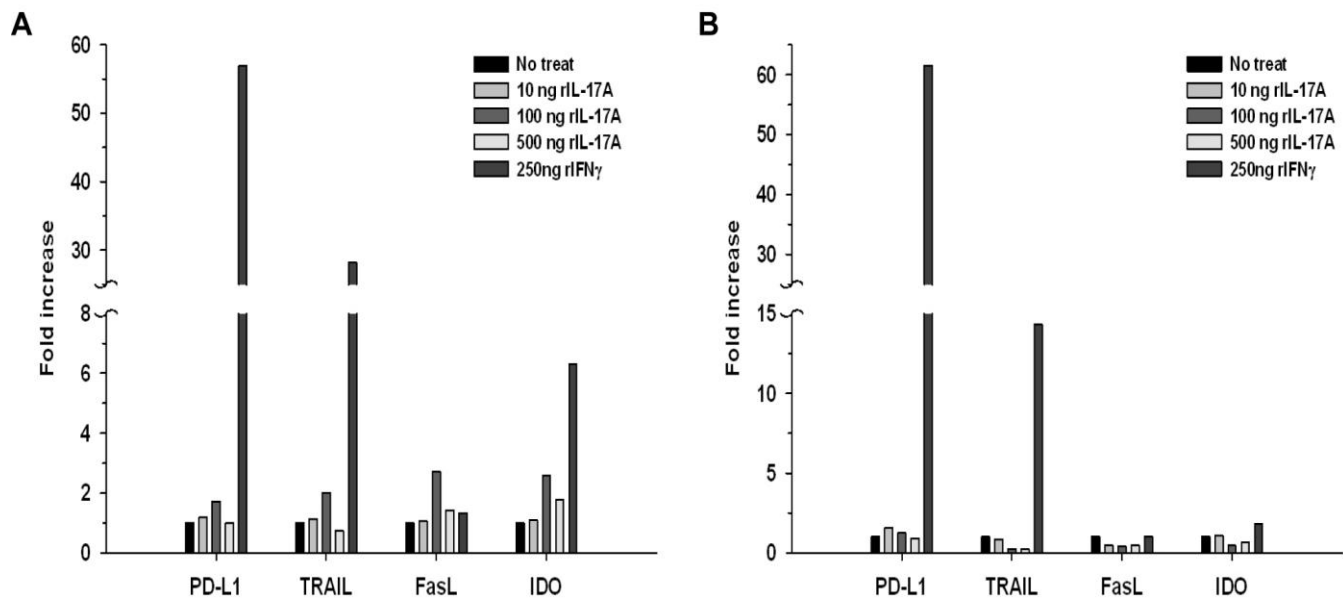 A
Fold increase
60
50
40
30
8
6
4
2
0
No treat
10 ng rIL-17A
100 ng rIL-17A
500 ng rIL-17A
250ng rIFNγ
PD-L1 TRAIL FasL IDO
B
Fold increase
60
50
40
30
15
10
5
0
No treat
10 ng rIL-17A
100 ng rIL-17A
500 ng rIL-17A
250ng rIFNγ
PD-L1 TRAIL FasL IDO